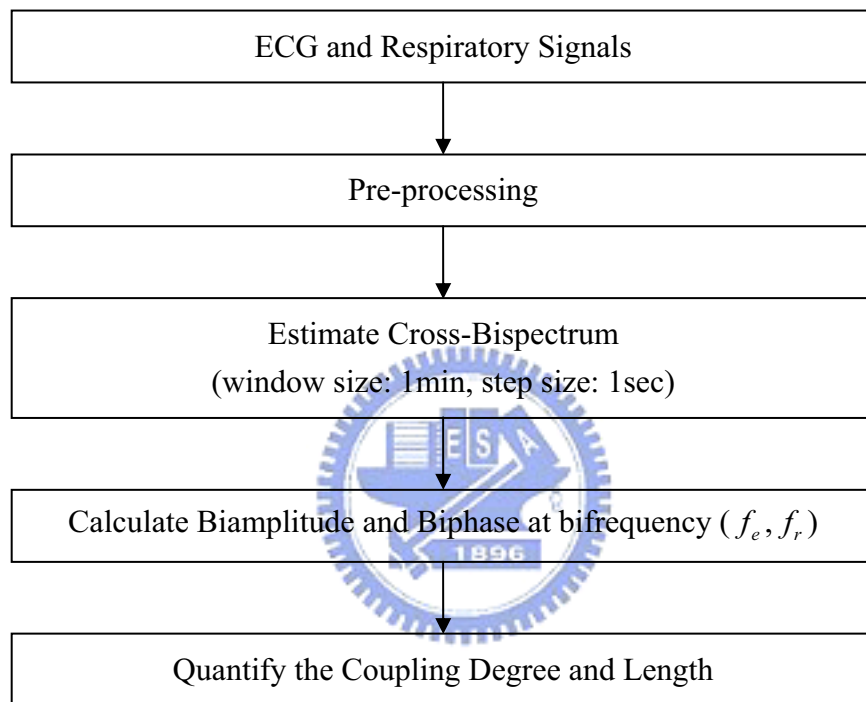 ECG and Respiratory Signals
Pre-processing
Estimate Cross-Bispectrum
(window size: 1min, step size: 1sec)
E S A
Calculate Biamplitude and Biphase at bifrequency ( f_e , f_r )
1896
Quantify the Coupling Degree and Length